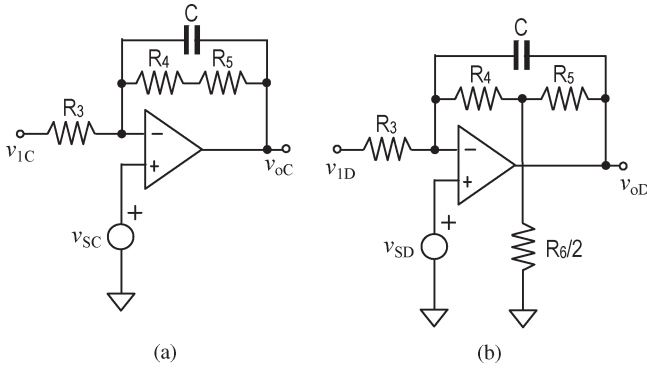 C
R4
R5
R3
v1C
−
+
voC
+
vSC
(a)
C
R4
R5
R3
v1D
−
+
voD
+
vSD
R6/2
(b)